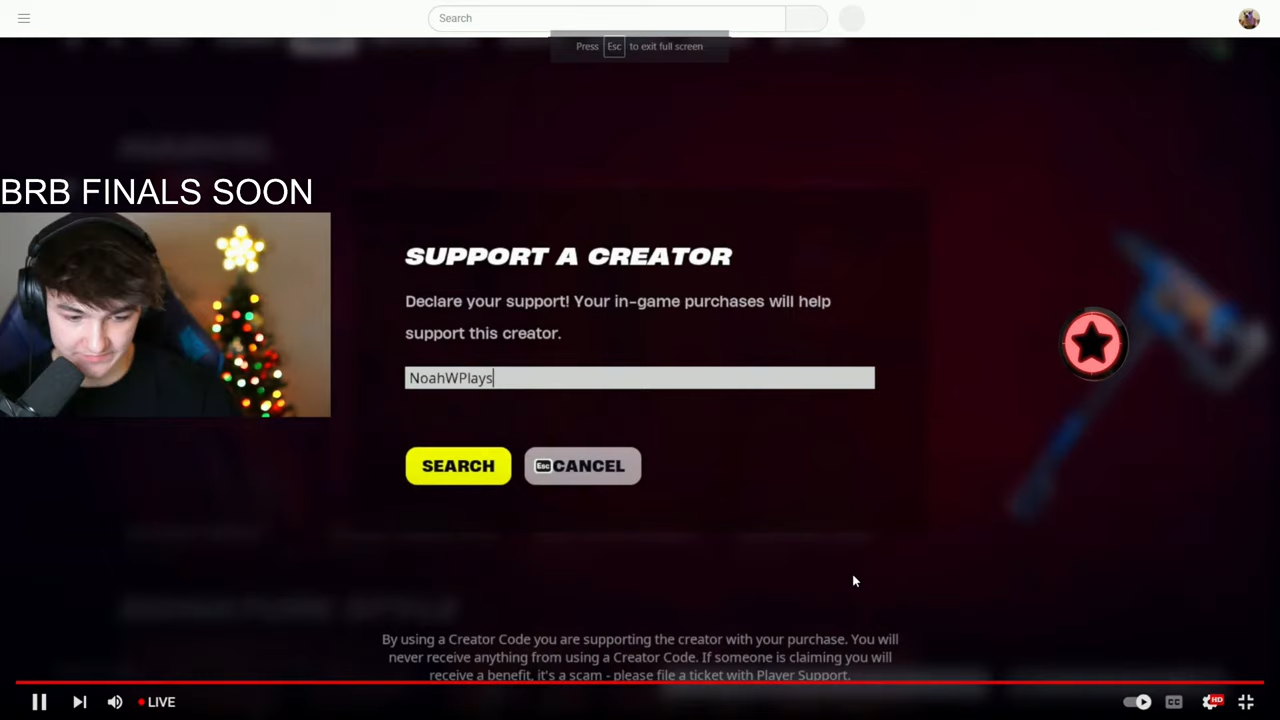 Search
Press Esc to exit full screen
BRB FINALS SOON
SUPPORT A CREATOR
Declare your support! Your in-game purchases will help
support this creator.
NoahWPlays
SEARCH
Esc CANCEL
By using a Creator Code you are supporting the creator with your purchase. You will
never receive anything from using a Creator Code. If someone is claiming you will
receive a benefit, it's a scam - please file a ticket with Player Support.
LIVE
CC
HD